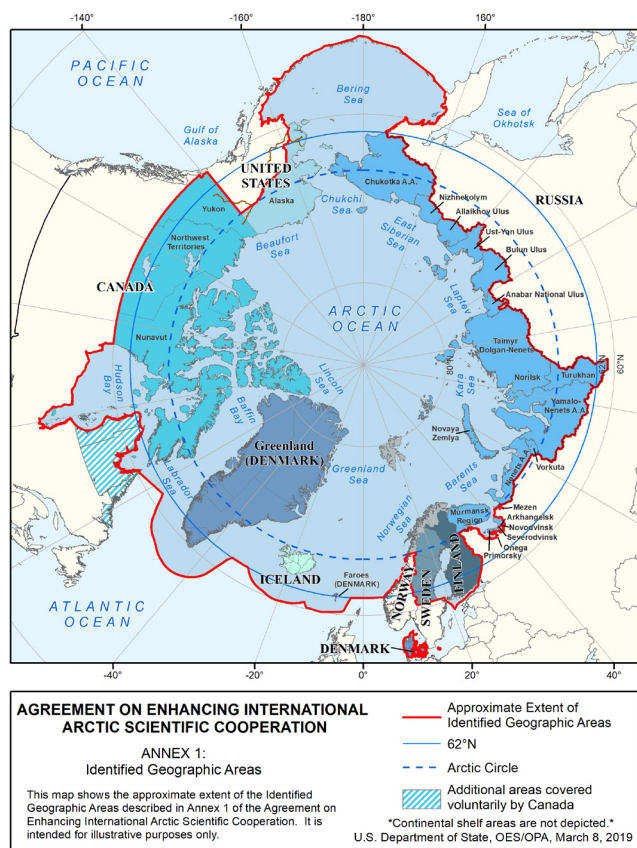 -140°
-160°
-180°
160°
140°
PACIFIC
OCEAN
Bering
Sea
Sea of
Okhotsk
Gulf of
Alaska
UNITED
STATES
Alaska
Chukchi
Sea
Chukotka A.A.
Nizhnekolym
Allaikhov Ulus
Ust-Yan Ulus
Bulun Ulus
RUSSIA
Yukon
Beaufort
Sea
East
Siberian
Sea
Northwest
Territories
CANADA
Laptev
Sea
Anabar National Ulus
ARCTIC
OCEAN
Nunavut
Taimyr
Dolgan-Nenets
80°N
62°N
60°N
Hudson
Bay
Lincoln
Sea
Kara
Sea
Norilsk
Turukhan
Baffin
Bay
Yamalo-
Nenets A.A.
Greenland
(DENMARK)
Novaya
Zemlya
Labrador
Sea
Greenland
Sea
Barents
Sea
Nenets A.A.
Vorkuta
Norwegian
Sea
Murmansk
Region
Mezen
Arkhangelsk
Novodvinsk
Severodvinsk
Onega
Primorsky
ICELAND
Faroes
(DENMARK)
NORWAY
SWEDEN
FINLAND
ATLANTIC
OCEAN
DENMARK
-40°
-20°
0°
20°
40°
AGREEMENT ON ENHANCING INTERNATIONAL
ARCTIC SCIENTIFIC COOPERATION
ANNEX 1:
Identified Geographic Areas
This map shows the approximate extent of the Identified
Geographic Areas described in Annex 1 of the Agreement on
Enhancing International Arctic Scientific Cooperation. It is
intended for illustrative purposes only.
Approximate Extent of
Identified Geographic Areas
62°N
Arctic Circle
Additional areas covered
voluntarily by Canada
*Continental shelf areas are not depicted.*
U.S. Department of State, OES/OPA, March 8, 2019